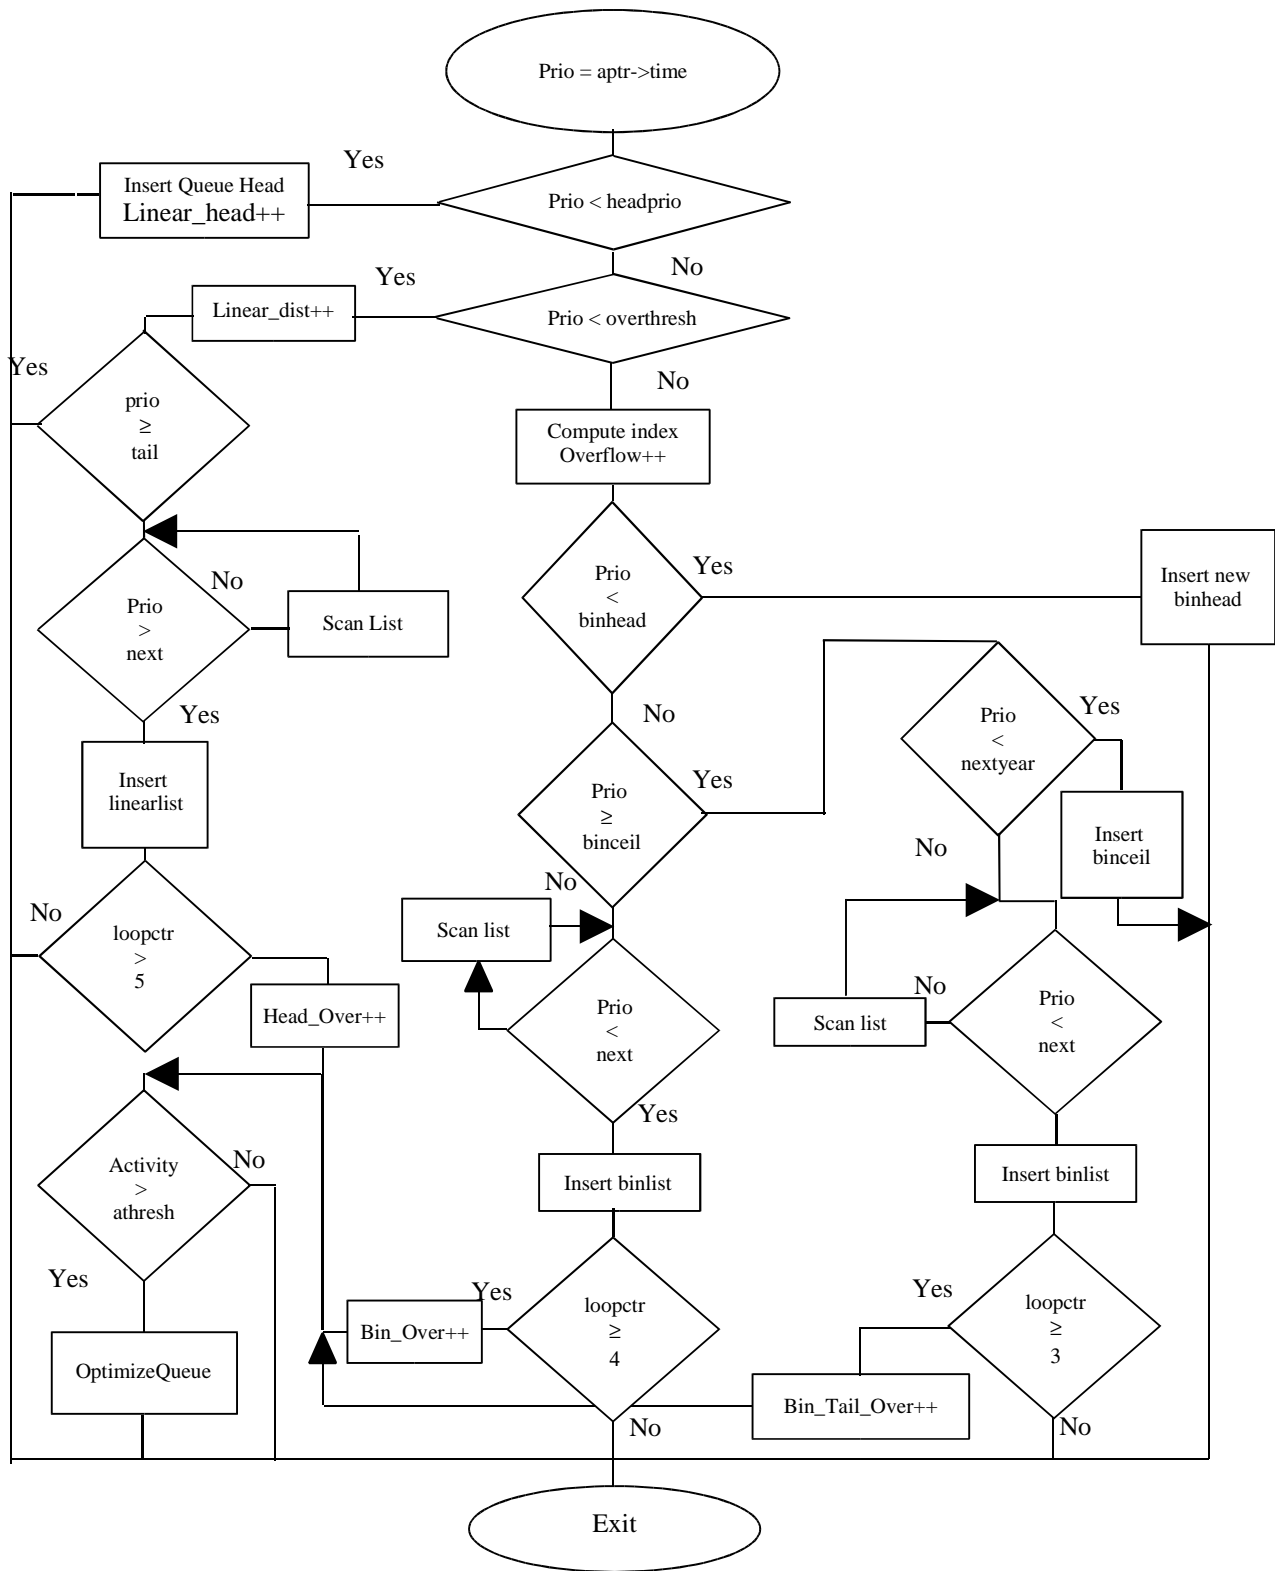 Prio = aptr->time
Yes
Insert Queue Head
Linear_head++
Prio < headprio
No
Yes
Linear_dist++
Prio < overthresh
Yes
No
prio
≥
tail
Compute index
Overflow++
No
Prio
>
next
Scan List
Yes
Prio
<
binhead
Yes
Insert new
binhead
No
Insert
linearlist
Prio
≥
binceil
Yes
Prio
<
nextyear
Yes
Insert
binceil
No
No
No
loopctr
>
5
Scan list
Head_Over++
Prio
<
next
No
Scan list
Prio
<
next
Yes
Activity
>
athresh
No
Insert binlist
Insert binlist
Yes
OptimizeQueue
Yes
Bin_Over++
loopctr
≥
4
Yes
loopctr
≥
3
Bin_Tail_Over++
No
No
Exit